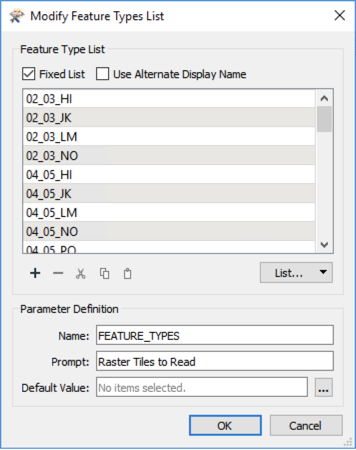 Modify Feature Types List
Feature Type List
Fixed List Use Alternate Display Name
02_03_HI
02_03_JK
02_03_LM
02_03_NO
04_05_HI
04_05_JK
04_05_LM
04_05_NO
04_05_PQ
List...
Parameter Definition
Name: FEATURE_TYPES
Prompt: Raster Tiles to Read
Default Value: No items selected. ...
OK Cancel